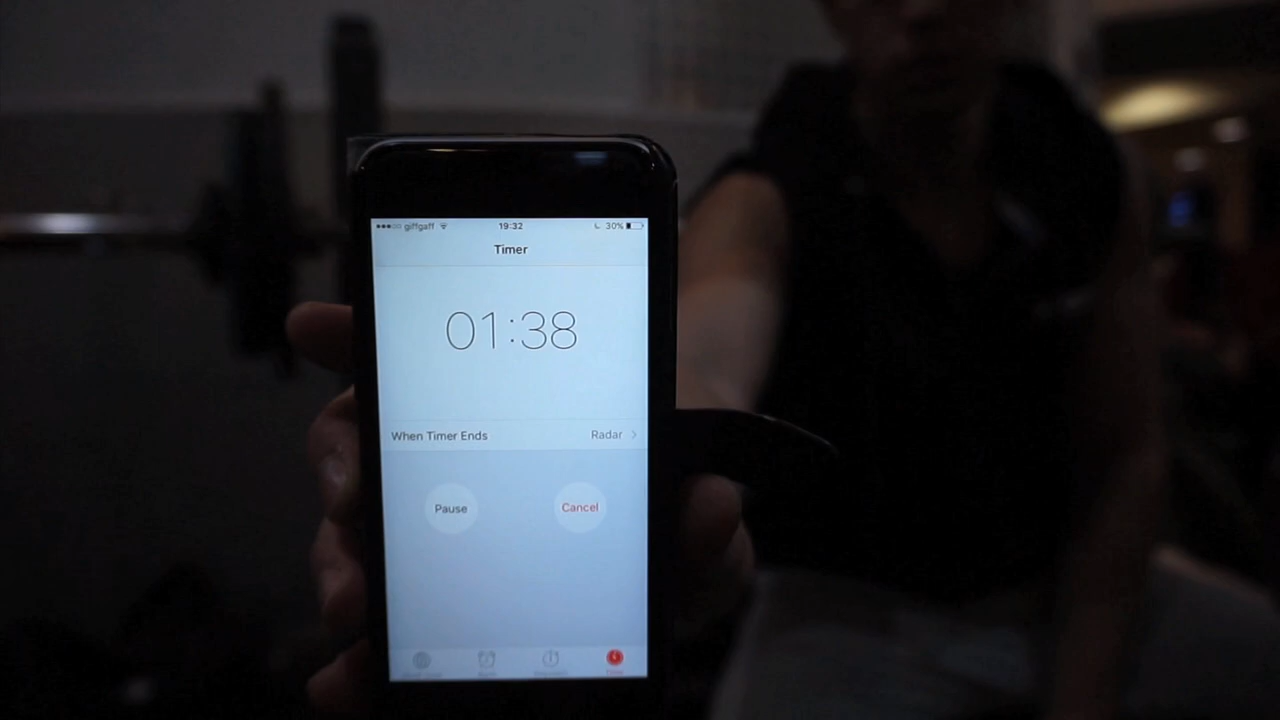 giffgaff 19:32 30%
Timer
01:38
When Timer Ends Radar
Pause Cancel